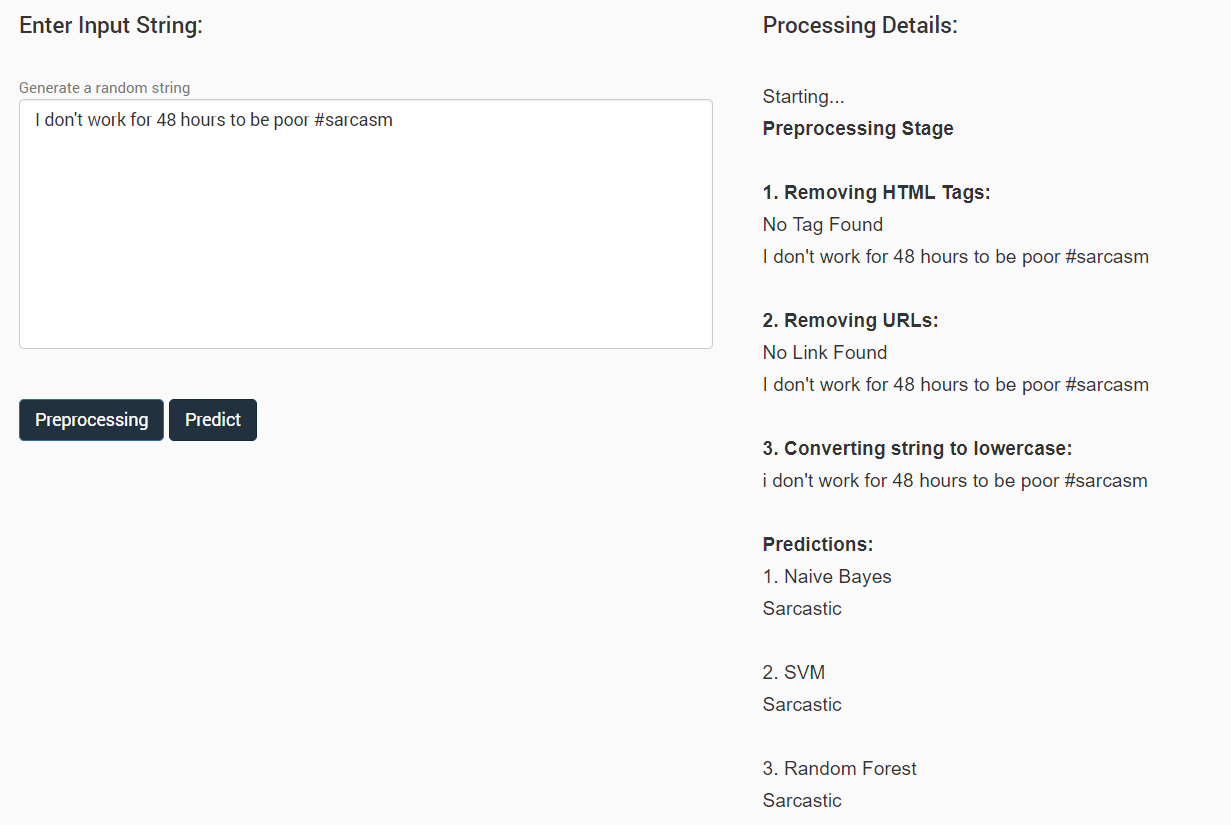 Enter Input String:
Generate a random string
I don't work for 48 hours to be poor #sarcasm
Preprocessing
Predict
Processing Details:
Starting...
Preprocessing Stage
1. Removing HTML Tags:
No Tag Found
I don't work for 48 hours to be poor #sarcasm
2. Removing URLs:
No Link Found
I don't work for 48 hours to be poor #sarcasm
3. Converting string to lowercase:
i don't work for 48 hours to be poor #sarcasm
Predictions:
1. Naive Bayes
Sarcastic
2. SVM
Sarcastic
3. Random Forest
Sarcastic